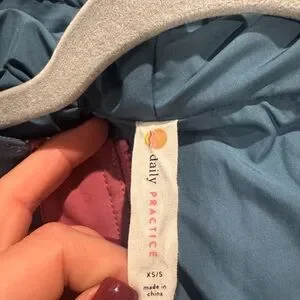 daily
PRACTICE
XS/S
made in
china